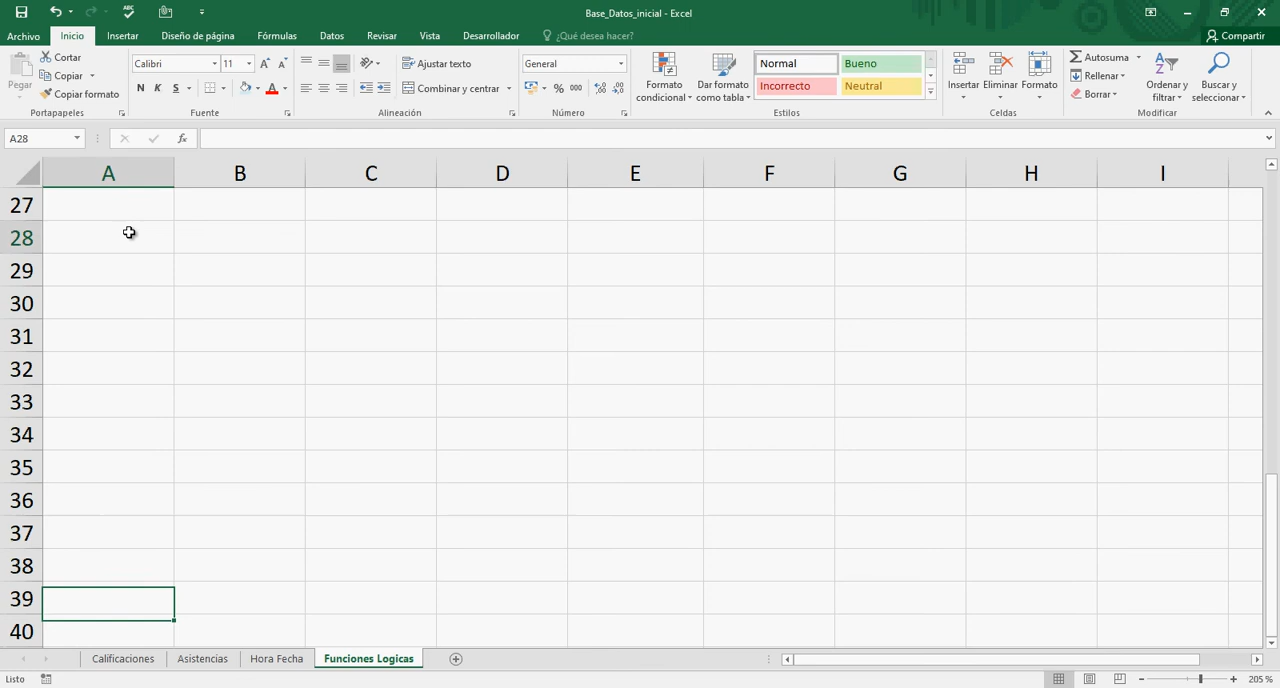 ABC
Base_Datos_inicial - Excel
Archivo Inicio Insertar Diseño de página Fórmulas Datos Revisar Vista Desarrollador ¿Qué desea hacer? Compartir
Pegar
Cortar
Copiar
Copiar formato
Portapapeles
Calibri 11
N K S
Fuente
Ajustar texto
Combinar y centrar
Alineación
General
% 000
Número
Formato condicional
Dar formato como tabla
Normal Bueno
Incorrecto Neutral
Estilos
Insertar Eliminar Formato
Celdas
Autosuma
Rellenar
Borrar
Ordenar y filtrar
Buscar y seleccionar
Modificar
A28 fx
A B C D E F G H I
27
28
29
30
31
32
33
34
35
36
37
38
39
40
Calificaciones Asistencias Hora Fecha Funciones Logicas
Listo 205 %